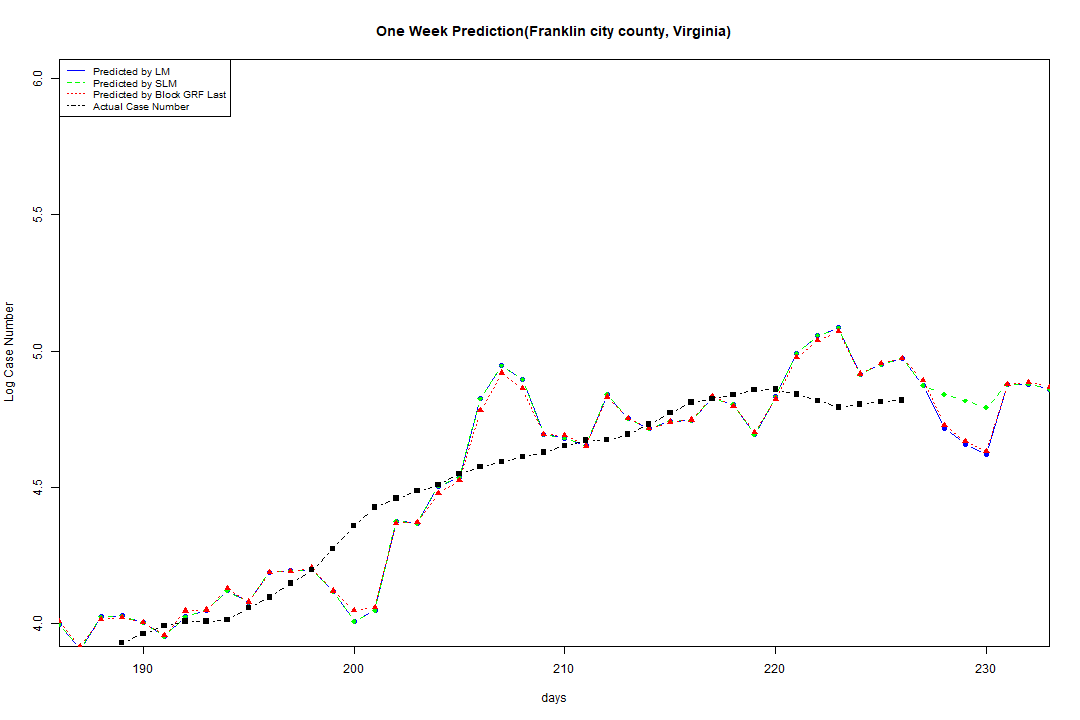 One Week Prediction(Franklin city county, Virginia)
Predicted by LM
Predicted by SLM
Predicted by Block GRF Last
Actual Case Number
6.0
5.5
5.0
4.5
4.0
Log Case Number
190 200 210 220 230
days